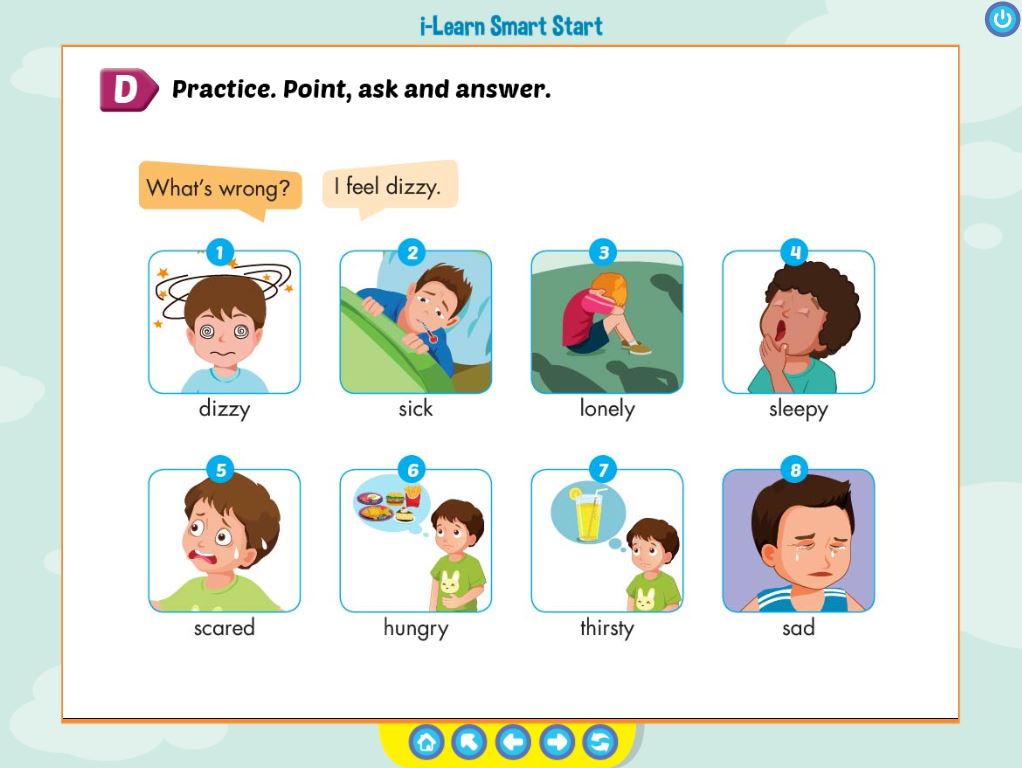 i-Learn Smart Start
D Practice. Point, ask and answer.
What's wrong? I feel dizzy.
1 2 3 4
dizzy sick lonely sleepy
5 6 7 8
scared hungry thirsty sad